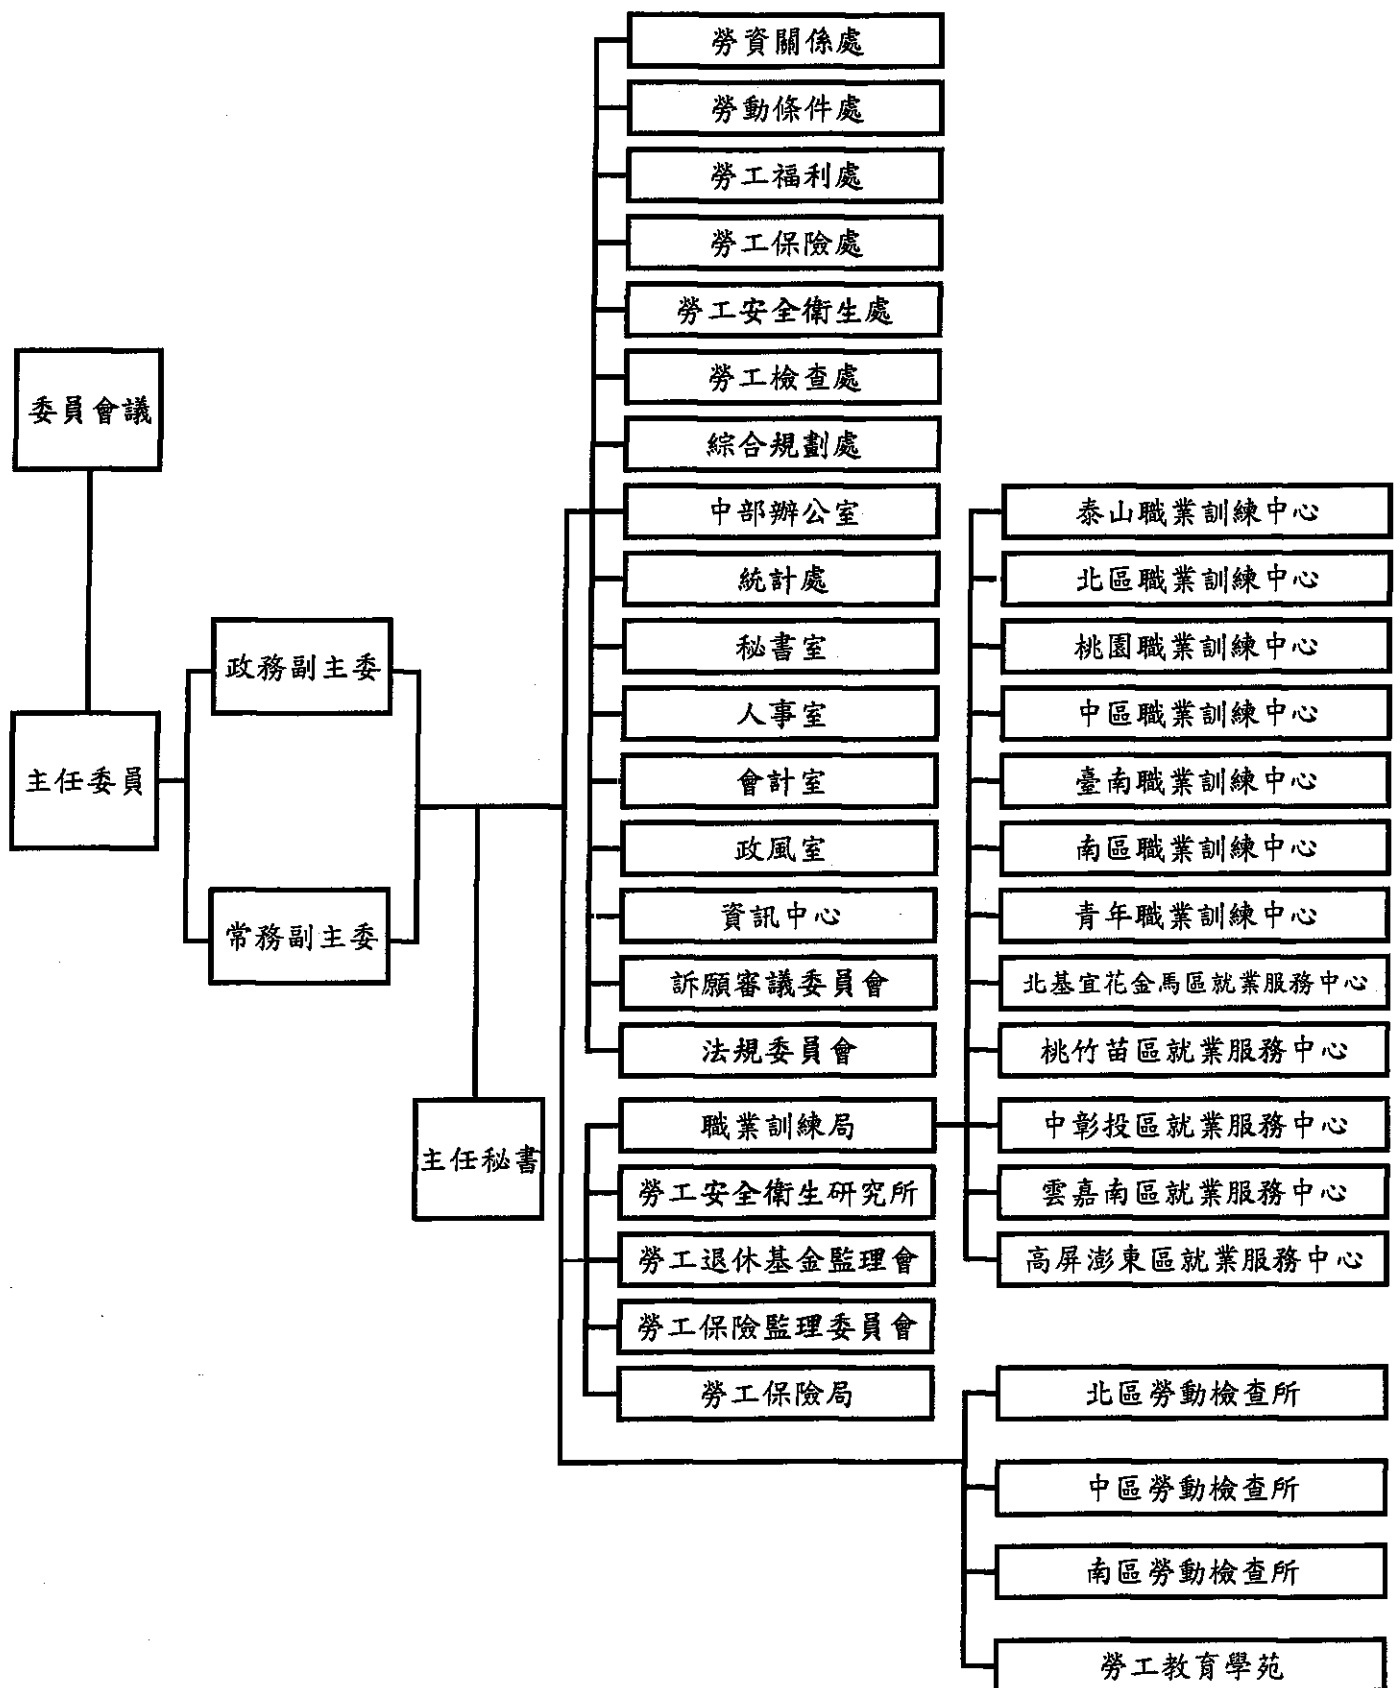 委員會議
主任委員
政務副主委
常務副主委
主任秘書
勞資關係處
勞動條件處
勞工福利處
勞工保險處
勞工安全衛生處
勞工檢查處
綜合規劃處
中部辦公室
統計處
秘書室
人事室
會計室
政風室
資訊中心
訴願審議委員會
法規委員會
職業訓練局
勞工安全衛生研究所
勞工退休基金監理會
勞工保險監理委員會
勞工保險局
泰山職業訓練中心
北區職業訓練中心
桃園職業訓練中心
中區職業訓練中心
臺南職業訓練中心
南區職業訓練中心
青年職業訓練中心
北基宜花金馬區就業服務中心
桃竹苗區就業服務中心
中彰投區就業服務中心
雲嘉南區就業服務中心
高屏澎東區就業服務中心
北區勞動檢查所
中區勞動檢查所
南區勞動檢查所
勞工教育學苑